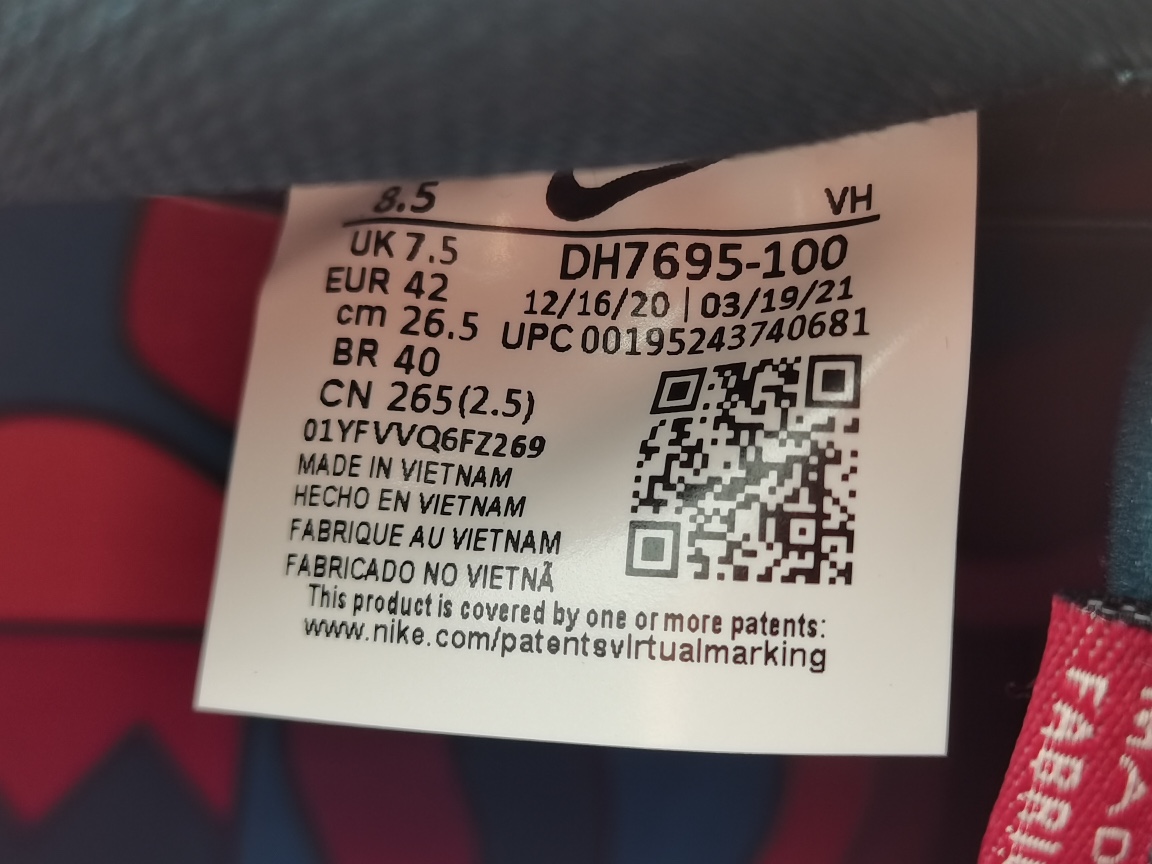 8.5
VH
UK 7.5
DH7695-100
EUR 42
12/16/20 | 03/19/21
cm 26.5
UPC 00195243740681
BR 40
CN 265(2.5)
01YFVVQ6FZ269
MADE IN VIETNAM
HECHO EN VIETNAM
FABRIQUE AU VIETNAM
FABRICADO NO VIETNÃ
This product is covered by one or more patents:
www.nike.com/patentsvIrtualmarking